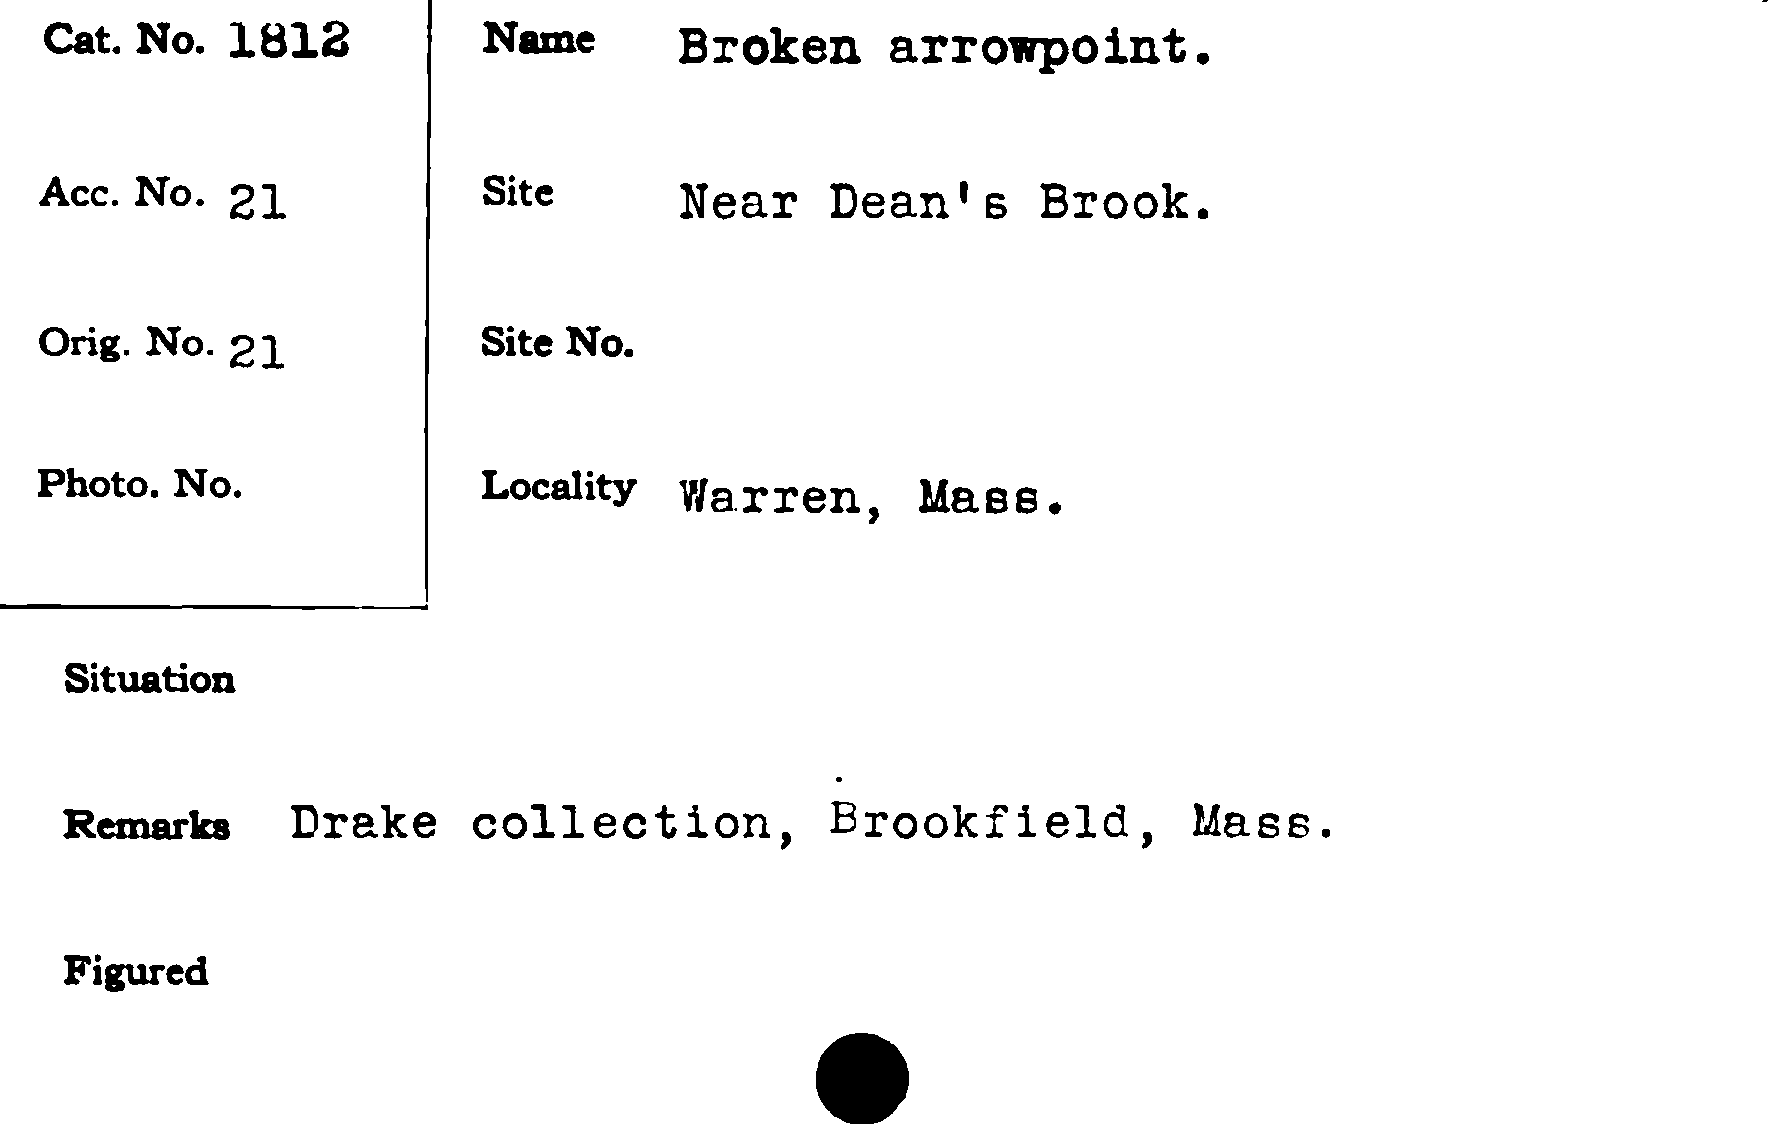 Cat. No. 1812
Name Broken arrowpoint.
Acc. No. 21
Site Near Dean's Brook.
Orig. No. 21
Site No.
Photo. No.
Locality Warren, Mass.
Situation
Remarks Drake collection, Brookfield, Mass.
Figured